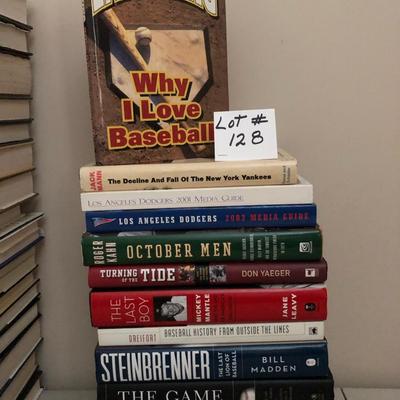 Why
I Love
Baseball
Lot #
128
JACK
MANN
The Decline And Fall Of The New York Yankees
LOS ANGELES DODGERS 2001 MEDIA GUIDE
LOS ANGELES DODGERS 2002 MEDIA GUIDE
ROGER
KAHN
OCTOBER MEN
TURNING OF THE TIDE
DON YAEGER
THE LAST
BOY
MICKEY
MANTLE
JANE
LEAVY
DREIFORT
BASEBALL HISTORY FROM OUTSIDE THE LINES
STEINBRENNER
THE LAST
LION OF
BASEBALL
BILL
MADDEN
THE GAME